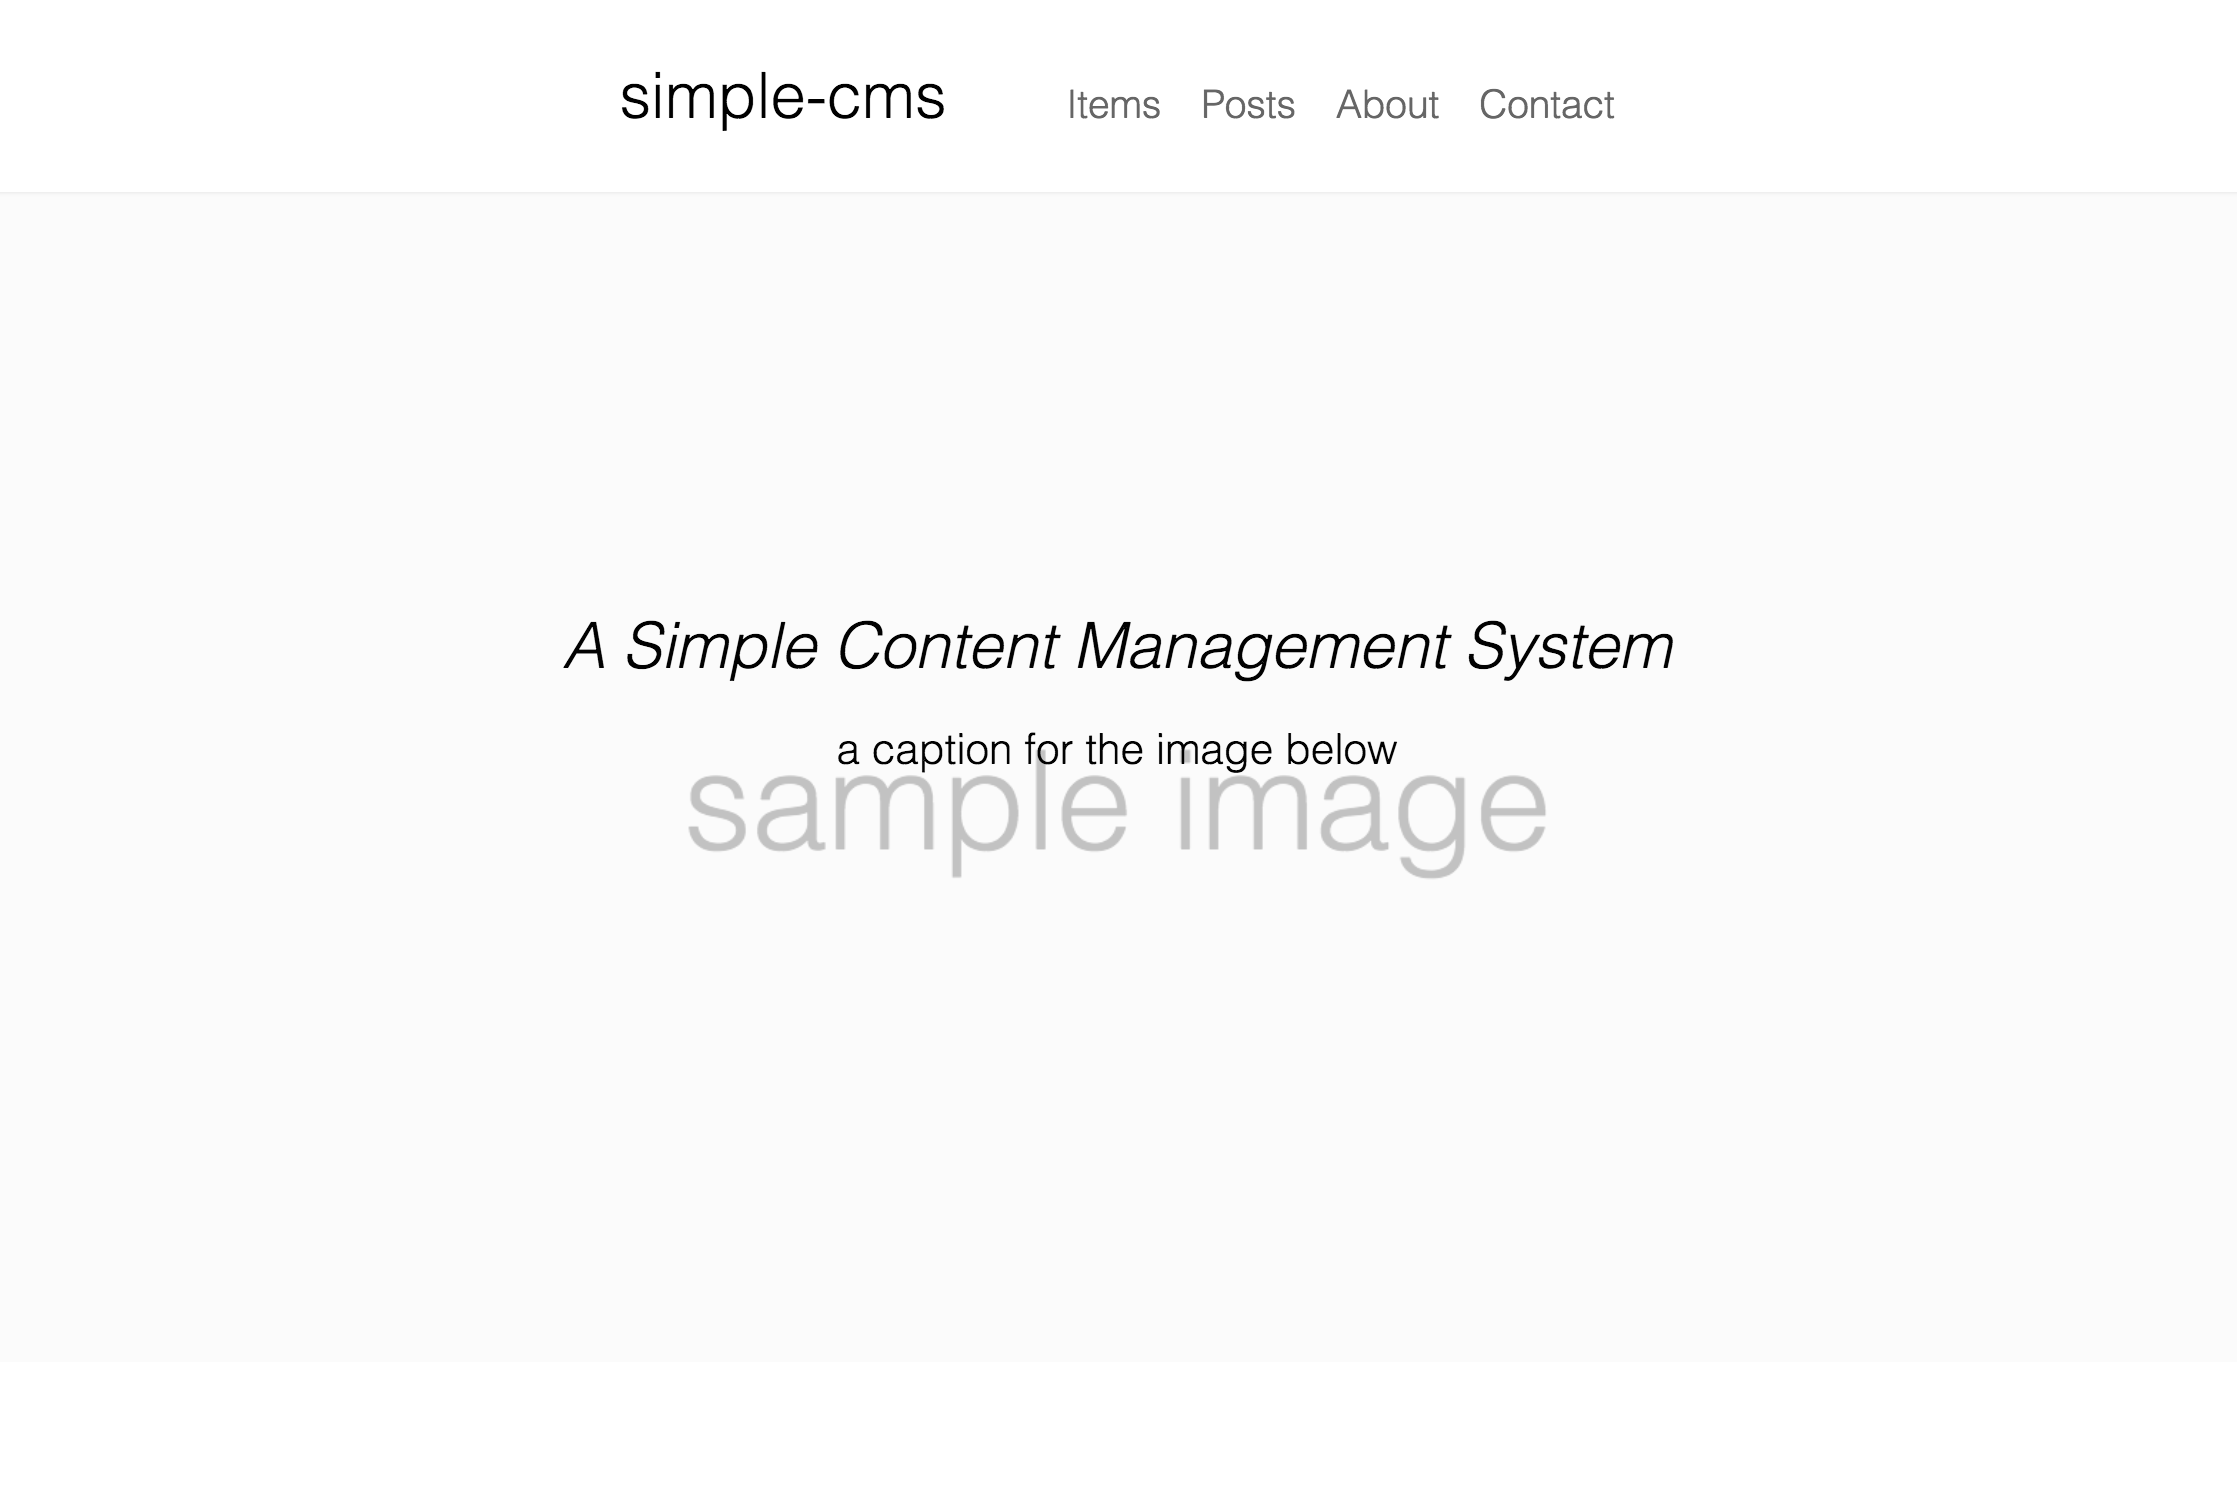 simple-cms Items Posts About Contact
A Simple Content Management System
a caption for the image below
sample image